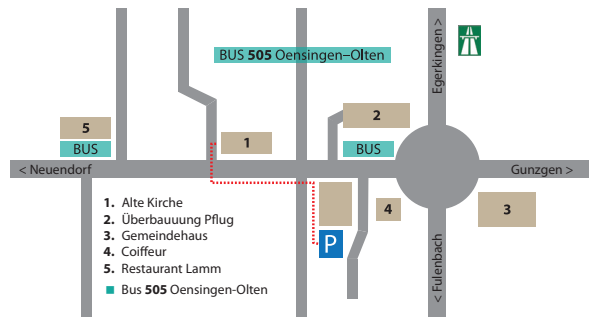 Egerkingen >
BUS 505 Oensingen–Olten
5
BUS
1
2
BUS
< Neuendorf
Gunzgen >
1. Alte Kirche
2. Überbauuung Pflug
3. Gemeindehaus
4. Coiffeur
5. Restaurant Lamm
Bus 505 Oensingen-Olten
4
3
P
< Fulenbach